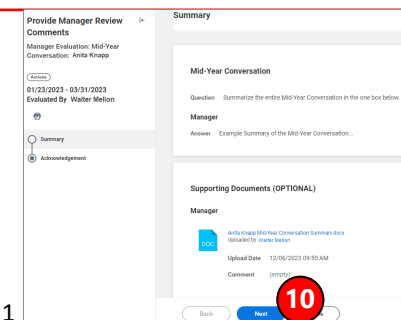 Provide Manager Review
Comments
Manager Evaluation: Mid-Year
Conversation: Anita Knapp
Actions
01/23/2023 - 03/31/2023
Evaluated By Walter Mellon
Summary
Acknowledgement
Summary
Mid-Year Conversation
Question Summarize the entire Mid-Year Conversation in the one box below.
Manager
Answer Example Summary of the Mid-Year Conversation...
Supporting Documents (OPTIONAL)
Manager
DOC
Anita Knapp Mid-Year Conversation Summary.docx
Uploaded by Walter Mellon
Upload Date 12/06/2023 09:55 AM
Comment (empty)
Back Next 10
1